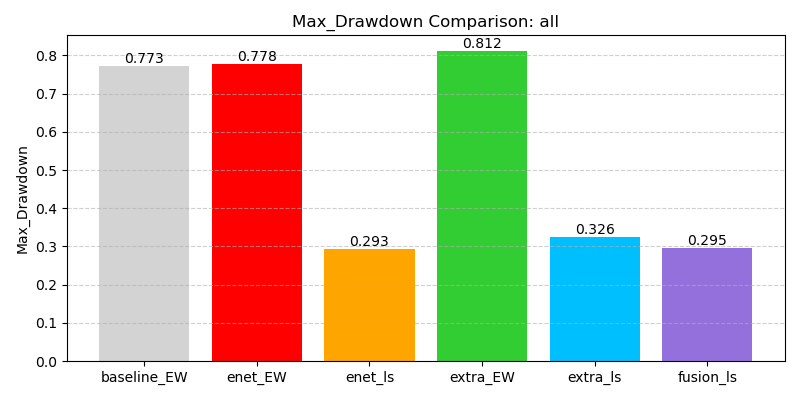 Max_Drawdown Comparison: all
Max_Drawdown
0.8
0.7
0.6
0.5
0.4
0.3
0.2
0.1
0.0
0.773
0.778
0.293
0.812
0.326
0.295
baseline_EW
enet_EW
enet_ls
extra_EW
extra_ls
fusion_ls